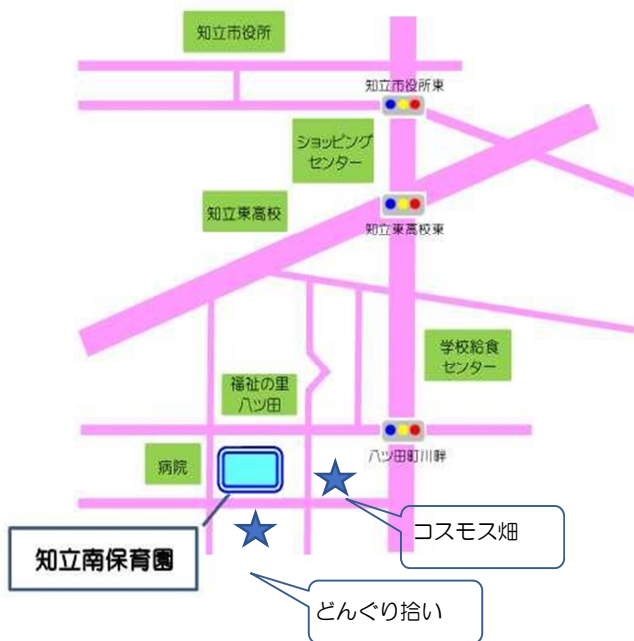 知立市役所
知立市役所東
ショッピング
センター
知立東高校
知立東高校東
学校給食
センター
福祉の里
八ツ田
八ツ田町川畔
病院
コスモス畑
知立南保育園
どんぐり拾い